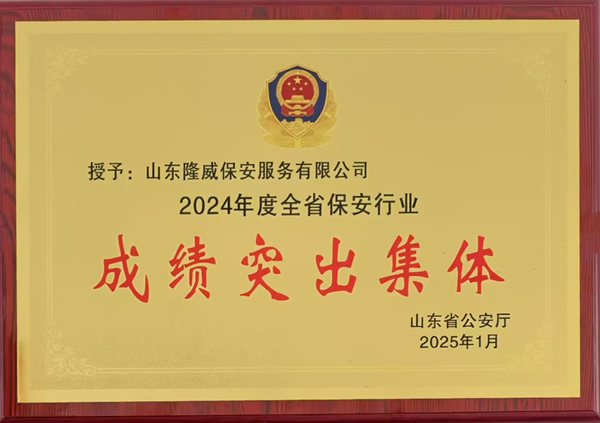 授予：山东隆威保安服务有限公司
2024年度全省保安行业
成绩突出集体
山东省公安厅
2025年1月